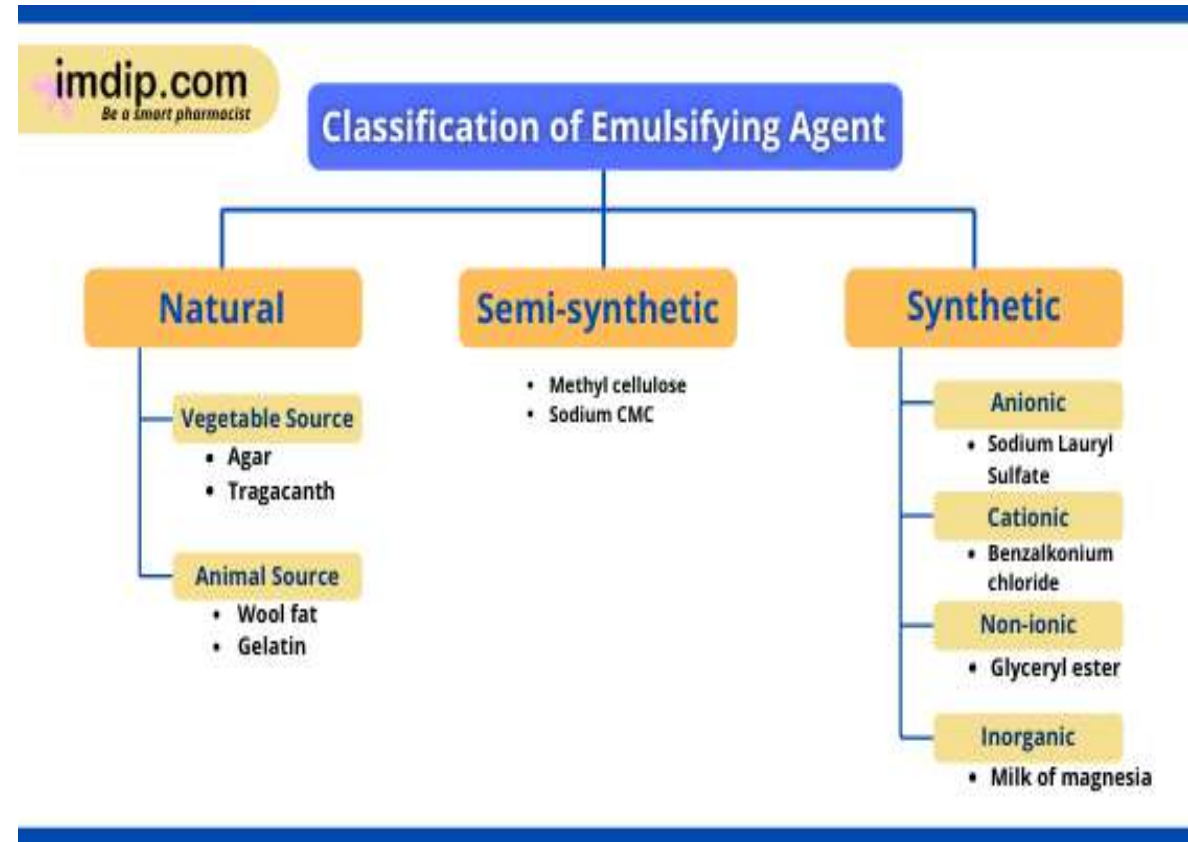 imdip.com
Be a smart pharmacist
Classification of Emulsifying Agent
Natural
Vegetable Source
• Agar
• Tragacanth
Animal Source
• Wool fat
• Gelatin
Semi-synthetic
• Methyl cellulose
• Sodium CMC
Synthetic
Anionic
• Sodium Lauryl
Sulfate
Cationic
• Benzalkonium
chloride
Non-ionic
• Glyceryl ester
Inorganic
• Milk of magnesia